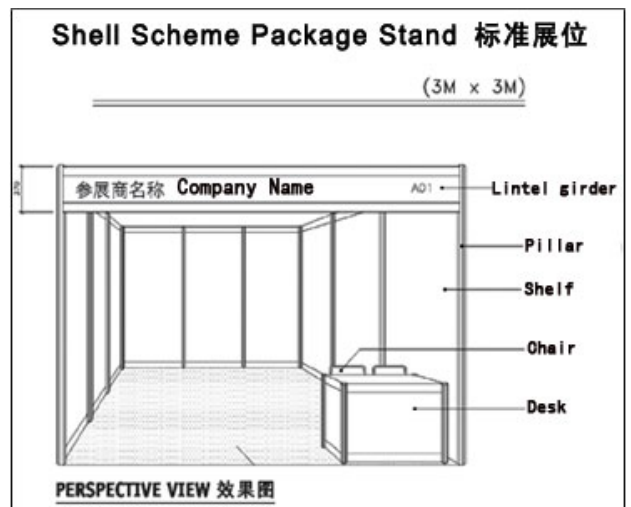 Shell Scheme Package Stand 标准展位
(3M x 3M)
参展商名称 Company Name A01
Lintel girder
Pillar
Shelf
Chair
Desk
PERSPECTIVE VIEW 效果图